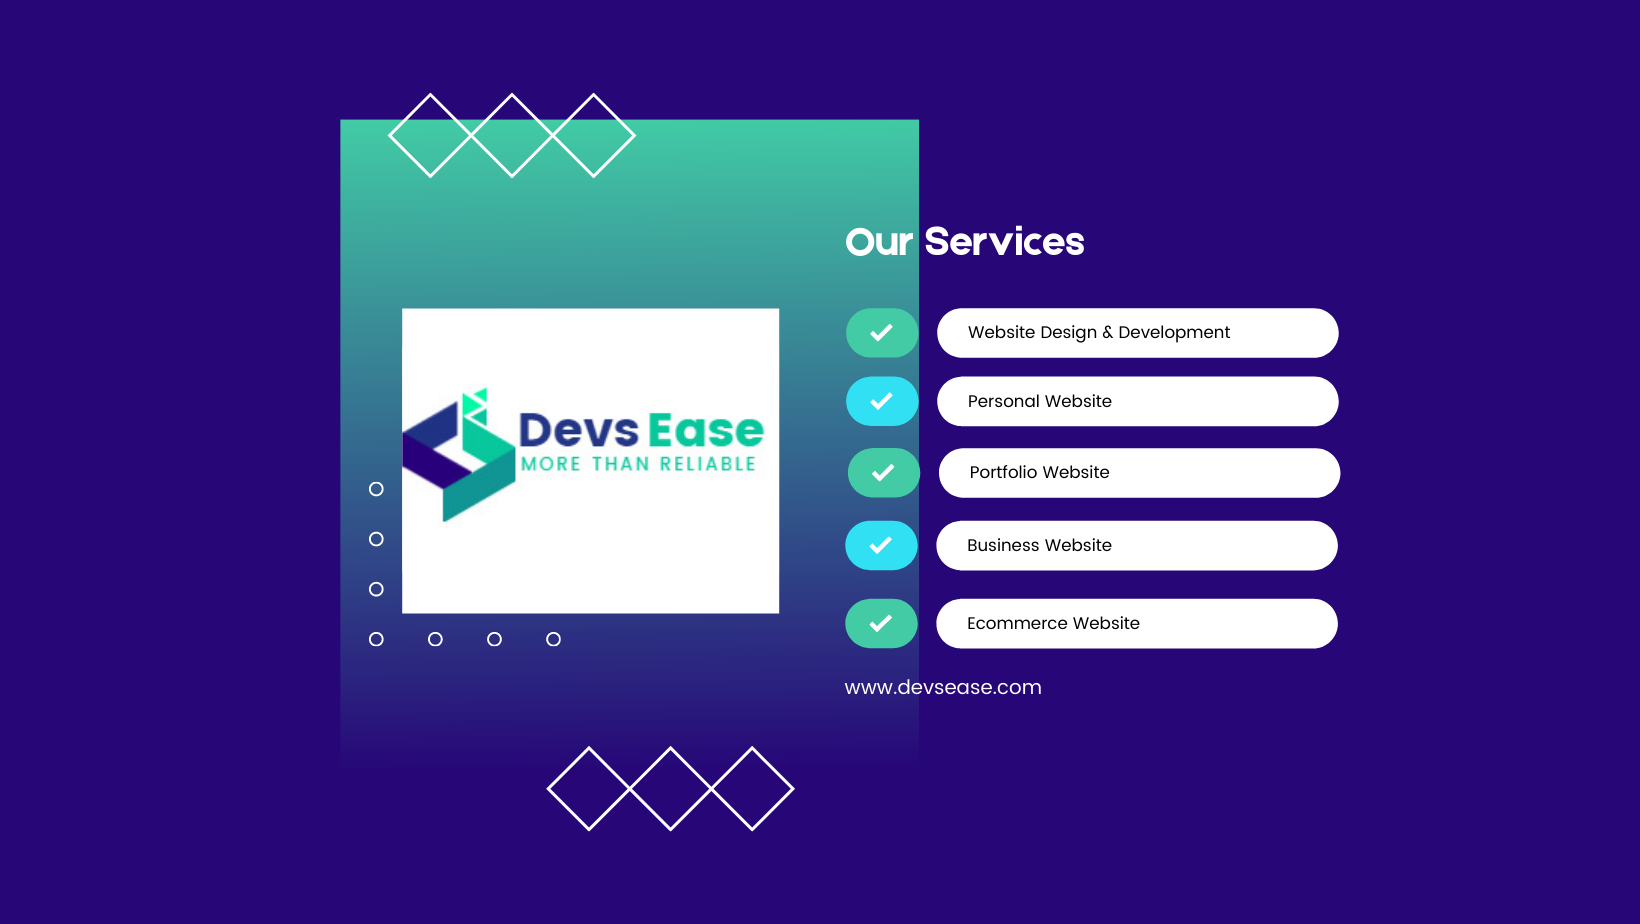 Our Services
Devs Ease
MORE THAN RELIABLE
Website Design & Development
Personal Website
Portfolio Website
Business Website
Ecommerce Website
www.devsease.com